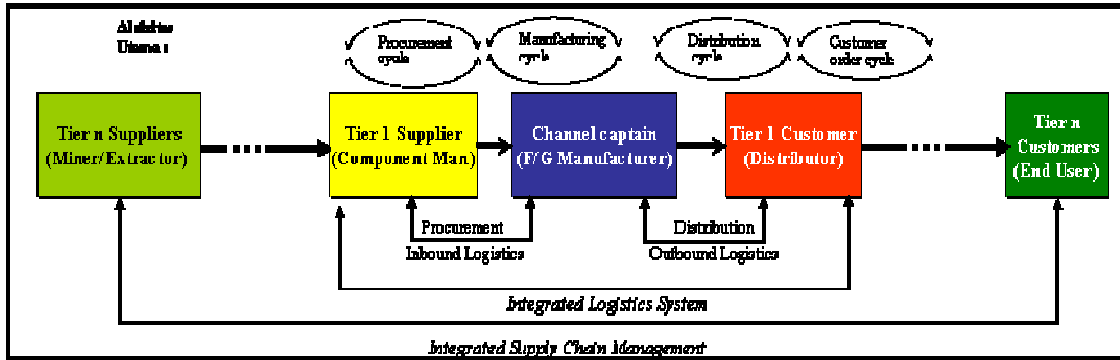 Procurement
cycle
Manufacturing
cycle
Distribution
cycle
Customer
order cycle
Tier n Suppliers
(Miner/Extractor)
Tier 1 Supplier
(Component Man.)
Channel captain
(F/G Manufacturer)
Tier 1 Customer
(Distributor)
Tier n
Customers
(End User)
Procurement
Inbound Logistics
Distribution
Outbound Logistics
Integrated Logistics System
Integrated Supply Chain Management